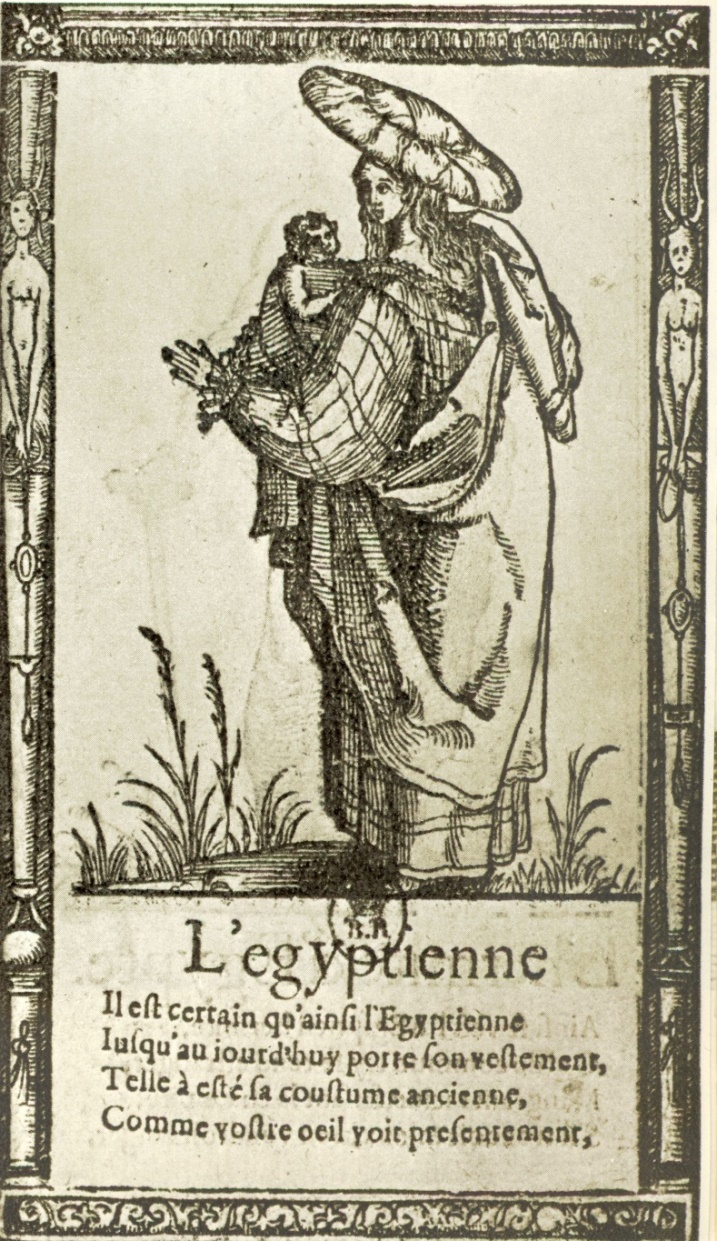 B.R
L'egyptienne
Il eſt certain qu'ainſi l'Egyptienne
Iuſqu'au iourd'huy porte ſon veſtement,
Telle à eſté ſa couſtume ancienne,
Comme voſtre oeil voit preſentement,